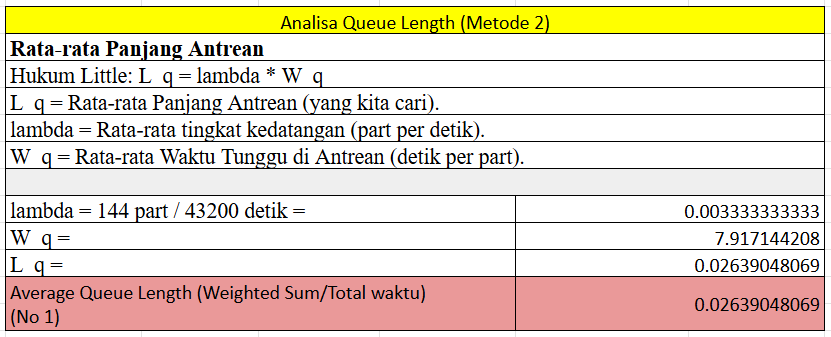 Analisa Queue Length (Metode 2)
Rata-rata Panjang Antrean
Hukum Little: L q = lambda * W q
L q = Rata-rata Panjang Antrean (yang kita cari).
lambda = Rata-rata tingkat kedatangan (part per detik).
W q = Rata-rata Waktu Tunggu di Antrean (detik per part).
lambda = 144 part / 43200 detik = 0.003333333333
W q = 7.917144208
L q = 0.02639048069
Average Queue Length (Weighted Sum/Total waktu)
(No 1) 0.02639048069